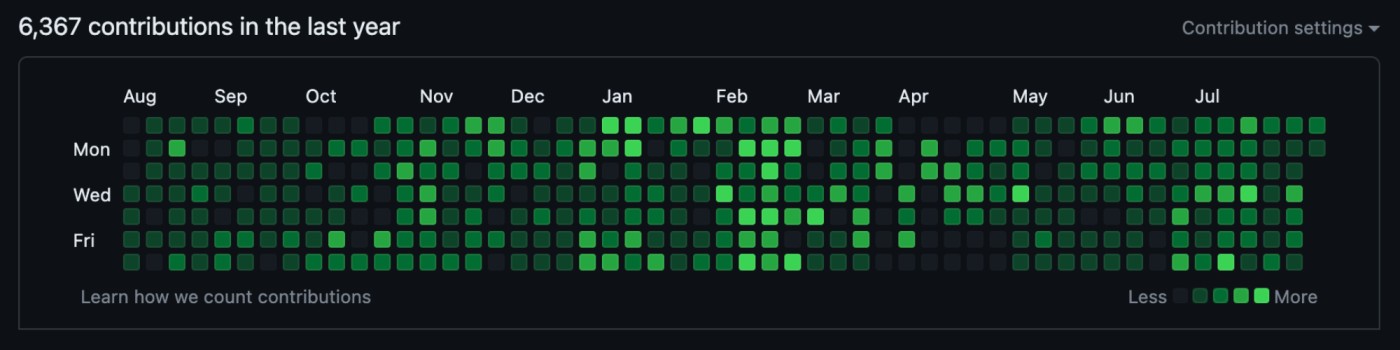 6,367 contributions in the last year
Contribution settings
Aug Sep Oct Nov Dec Jan Feb Mar Apr May Jun Jul
Mon
Wed
Fri
Learn how we count contributions
Less More